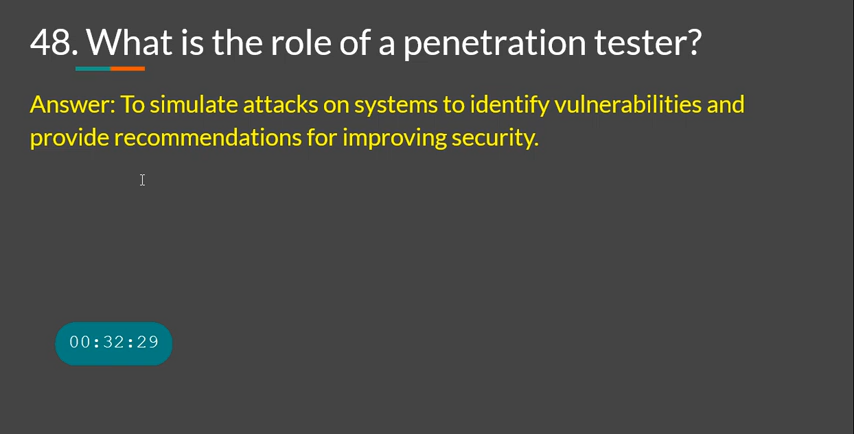 48. What is the role of a penetration tester?
Answer: To simulate attacks on systems to identify vulnerabilities and
provide recommendations for improving security.
00:32:29